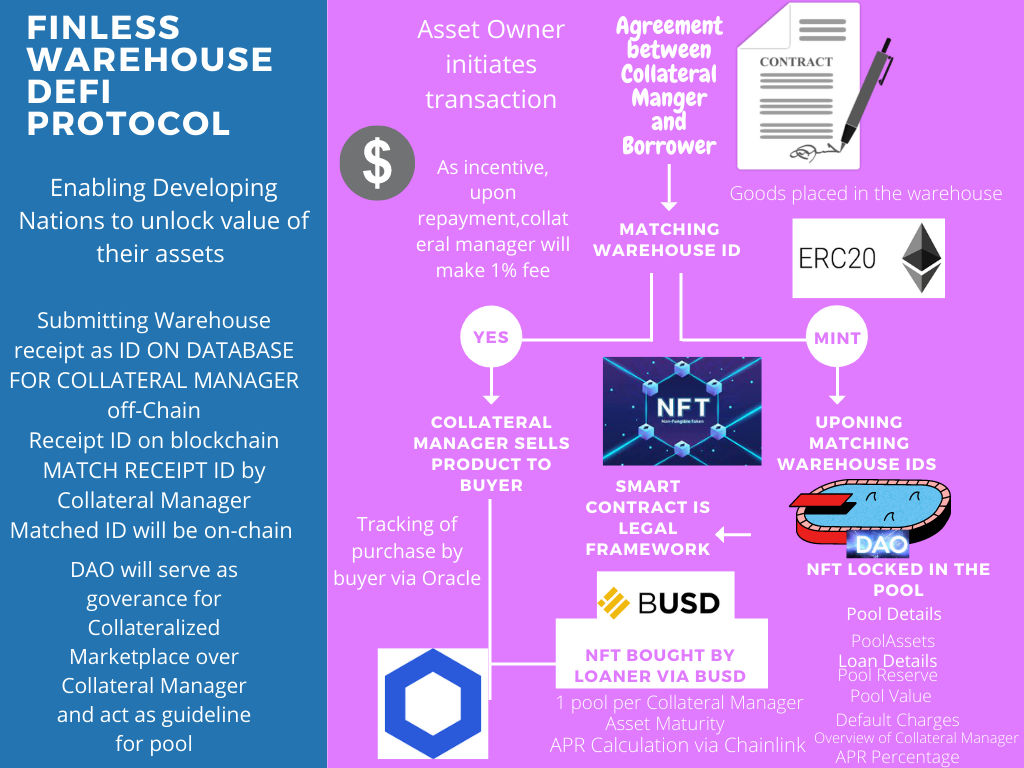 FINLESS
WAREHOUSE
DEFI
PROTOCOL
Enabling Developing
Nations to unlock value of
their assets
Submitting Warehouse
receipt as ID ON DATABASE
FOR COLLATERAL MANAGER
off-Chain
Receipt ID on blockchain
MATCH RECEIPT ID by
Collateral Manager
Matched ID will be on-chain
DAO will serve as
goverance for
Collateralized
Marketplace over
Collateral Manager
and act as guideline
for pool
Asset Owner
initiates
transaction
$
As incentive,
upon
repayment,collat
eral manager will
make 1% fee
Agreement
between
Collateral
Manger
and
Borrower
CONTRACT
Goods placed in the warehouse
MATCHING
WAREHOUSE ID
ERC20
YES
MINT
COLLATERAL
MANAGER SELLS
PRODUCT TO
BUYER
NFT
Non-Fungible Token
UPONING
MATCHING
WAREHOUSE IDS
SMART
CONTRACT IS
LEGAL
FRAMEWORK
DAO
NFT LOCKED IN THE
POOL
Tracking of
purchase by
buyer via Oracle
BUSD
NFT BOUGHT BY
LOANER VIA BUSD
1 pool per Collateral Manager
Asset Maturity
APR Calculation via Chainlink
Pool Details
PoolAssets
Loan Details
Pool Reserve
Pool Value
Default Charges
Overview of Collateral Manager
APR Percentage